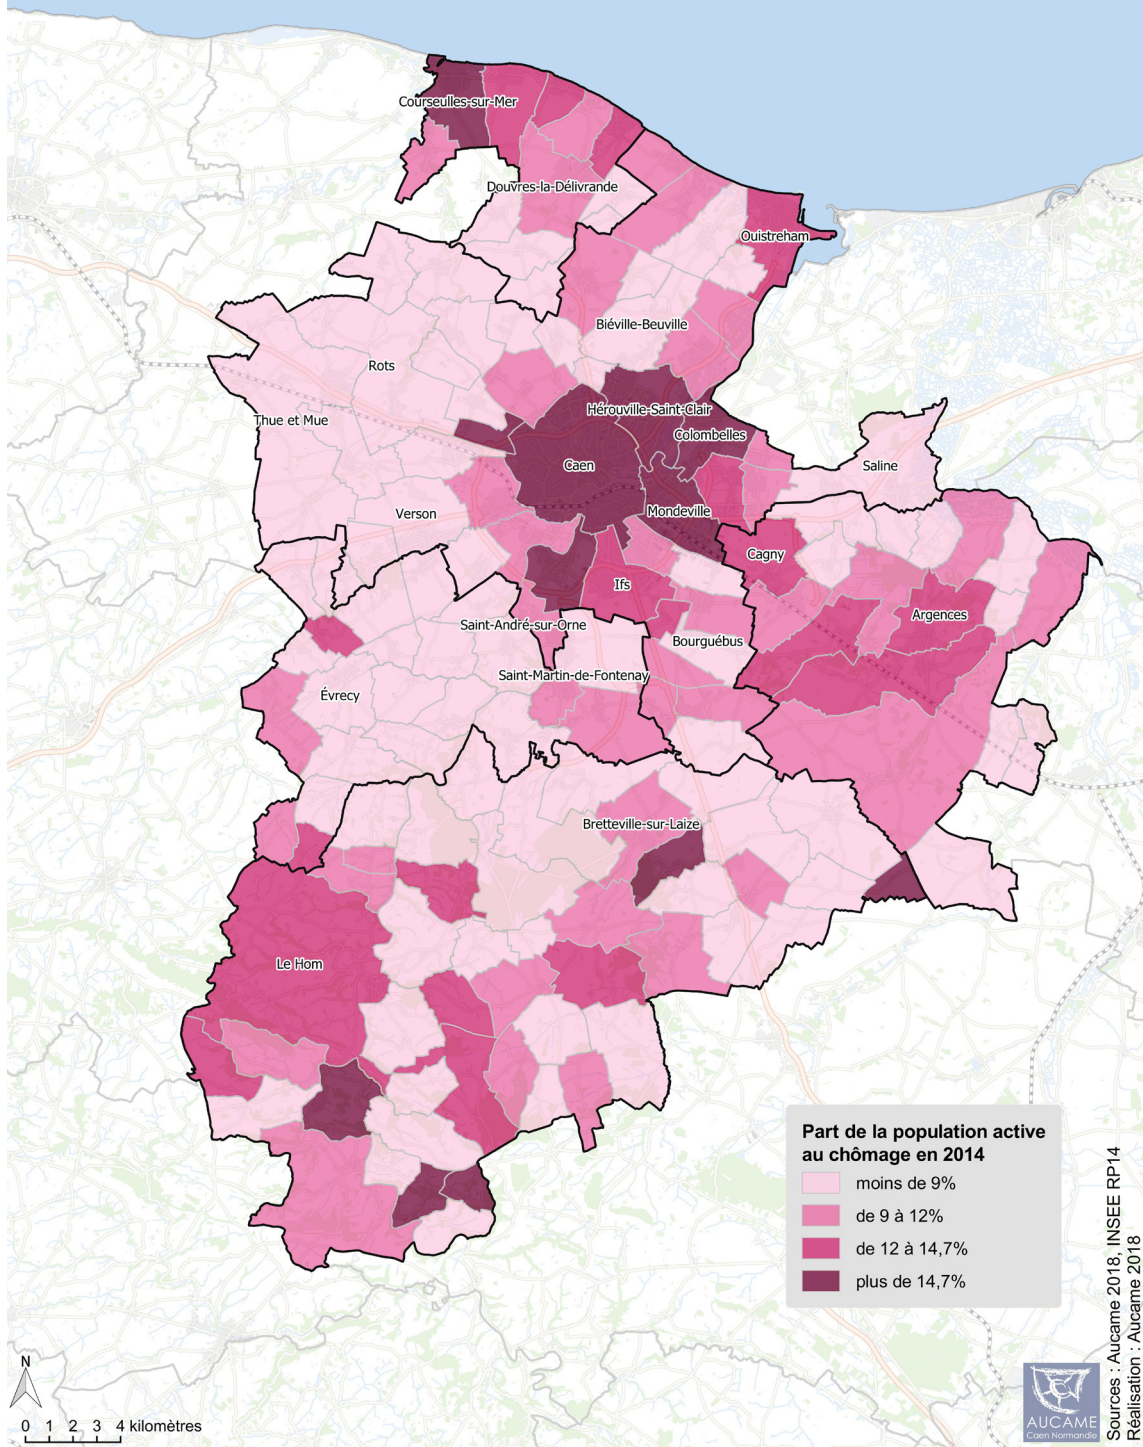 Courseulles-sur-Mer
Douvres-la-Délivrande
Ouistreham
Biéville-Beuville
Rots
Hérouville-Saint-Clair
Thue et Mue
Colombelles
Caen
Saline
Verson
Mondeville
Cagny
Ifs
Argences
Saint-André-sur-Orne
Bourguébus
Saint-Martin-de-Fontenay
Évrecy
Bretteville-sur-Laize
Le Hom
Part de la population active
au chômage en 2014
moins de 9%
de 9 à 12%
de 12 à 14,7%
plus de 14,7%
N
0 1 2 3 4 kilomètres
AUCAME
Caen Normandie
Sources : Aucame 2018, INSEE RP14
Réalisation : Aucame 2018